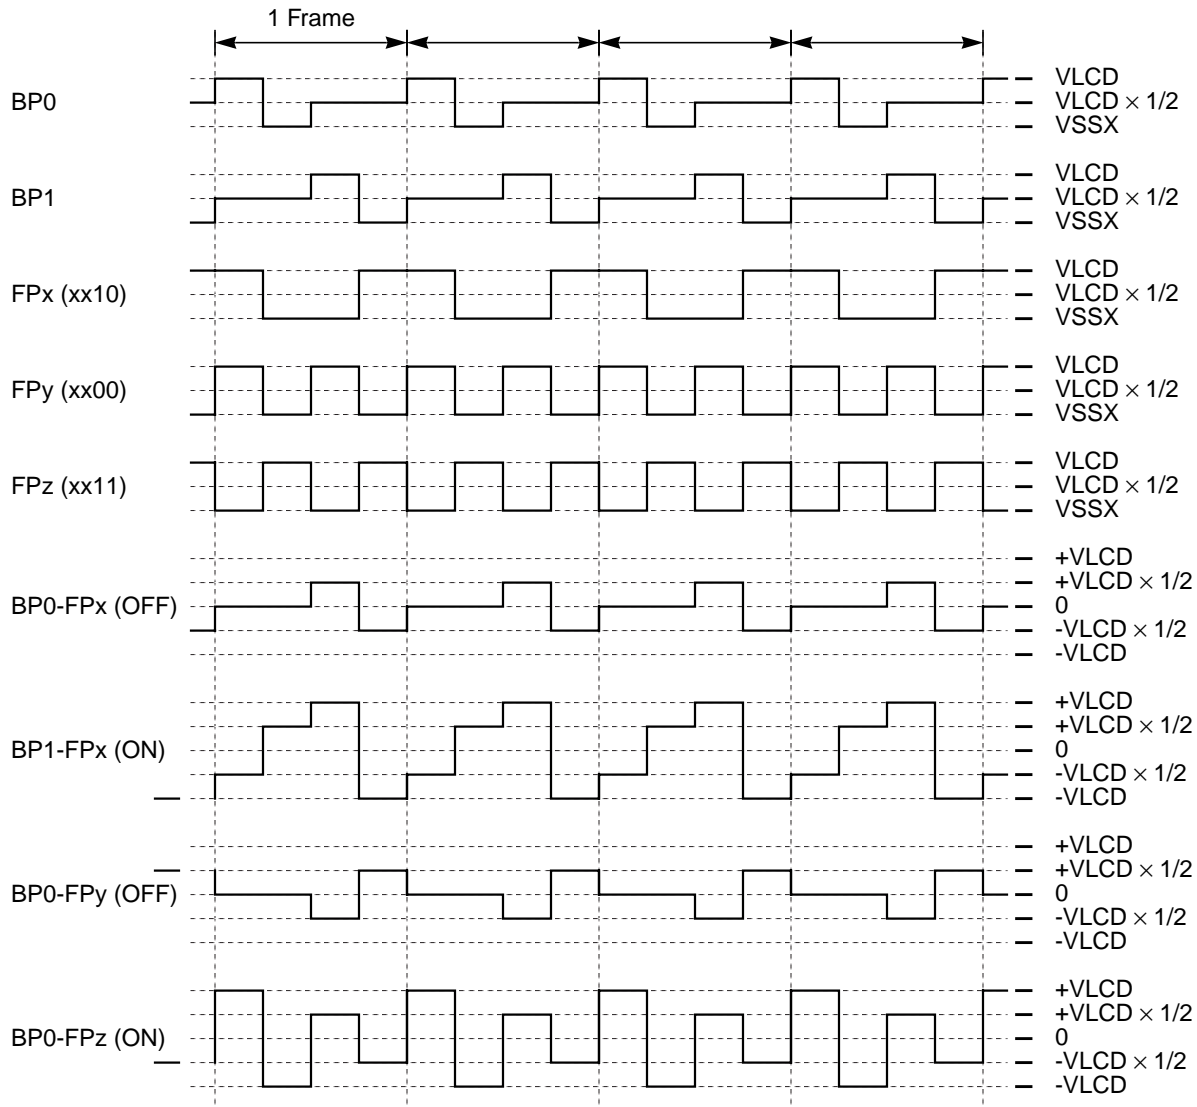 1 Frame
BP0
VLCD
VLCD × 1/2
VSSX
BP1
VLCD
VLCD × 1/2
VSSX
FPx (xx10)
VLCD
VLCD × 1/2
VSSX
FPy (xx00)
VLCD
VLCD × 1/2
VSSX
FPz (xx11)
VLCD
VLCD × 1/2
VSSX
BP0-FPx (OFF)
+VLCD
+VLCD × 1/2
0
-VLCD × 1/2
-VLCD
BP1-FPx (ON)
+VLCD
+VLCD × 1/2
0
-VLCD × 1/2
-VLCD
BP0-FPy (OFF)
+VLCD
+VLCD × 1/2
0
-VLCD × 1/2
-VLCD
BP0-FPz (ON)
+VLCD
+VLCD × 1/2
0
-VLCD × 1/2
-VLCD